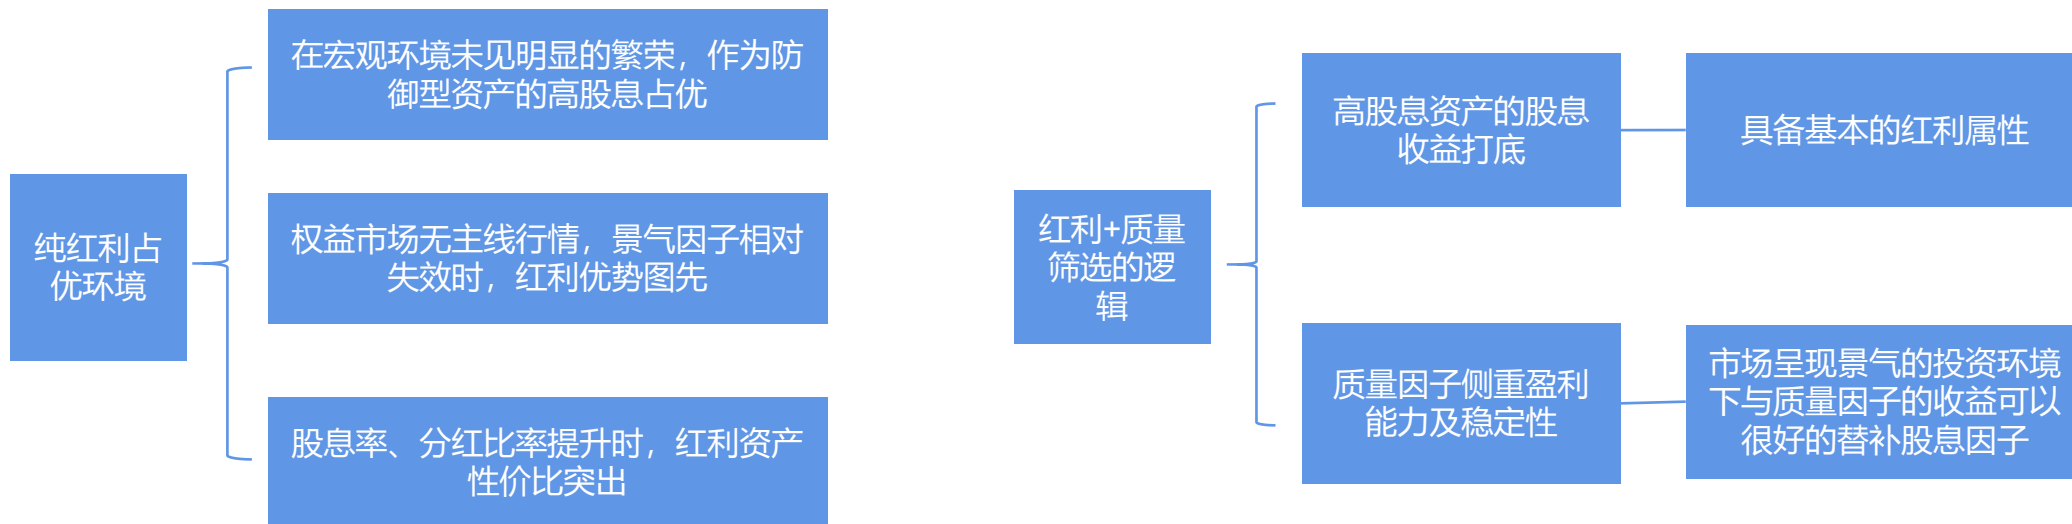 纯红利占
优环境
在宏观环境未见明显的繁荣，作为防
御型资产的高股息占优
权益市场无主线行情，景气因子相对
失效时，红利优势图先
股息率、分红比率提升时，红利资产
性价比突出
红利+质量
筛选的逻
辑
高股息资产的股息
收益打底
具备基本的红利属性
质量因子侧重盈利
能力及稳定性
市场呈现景气的投资环境
下与质量因子的收益可以
很好的替补股息因子